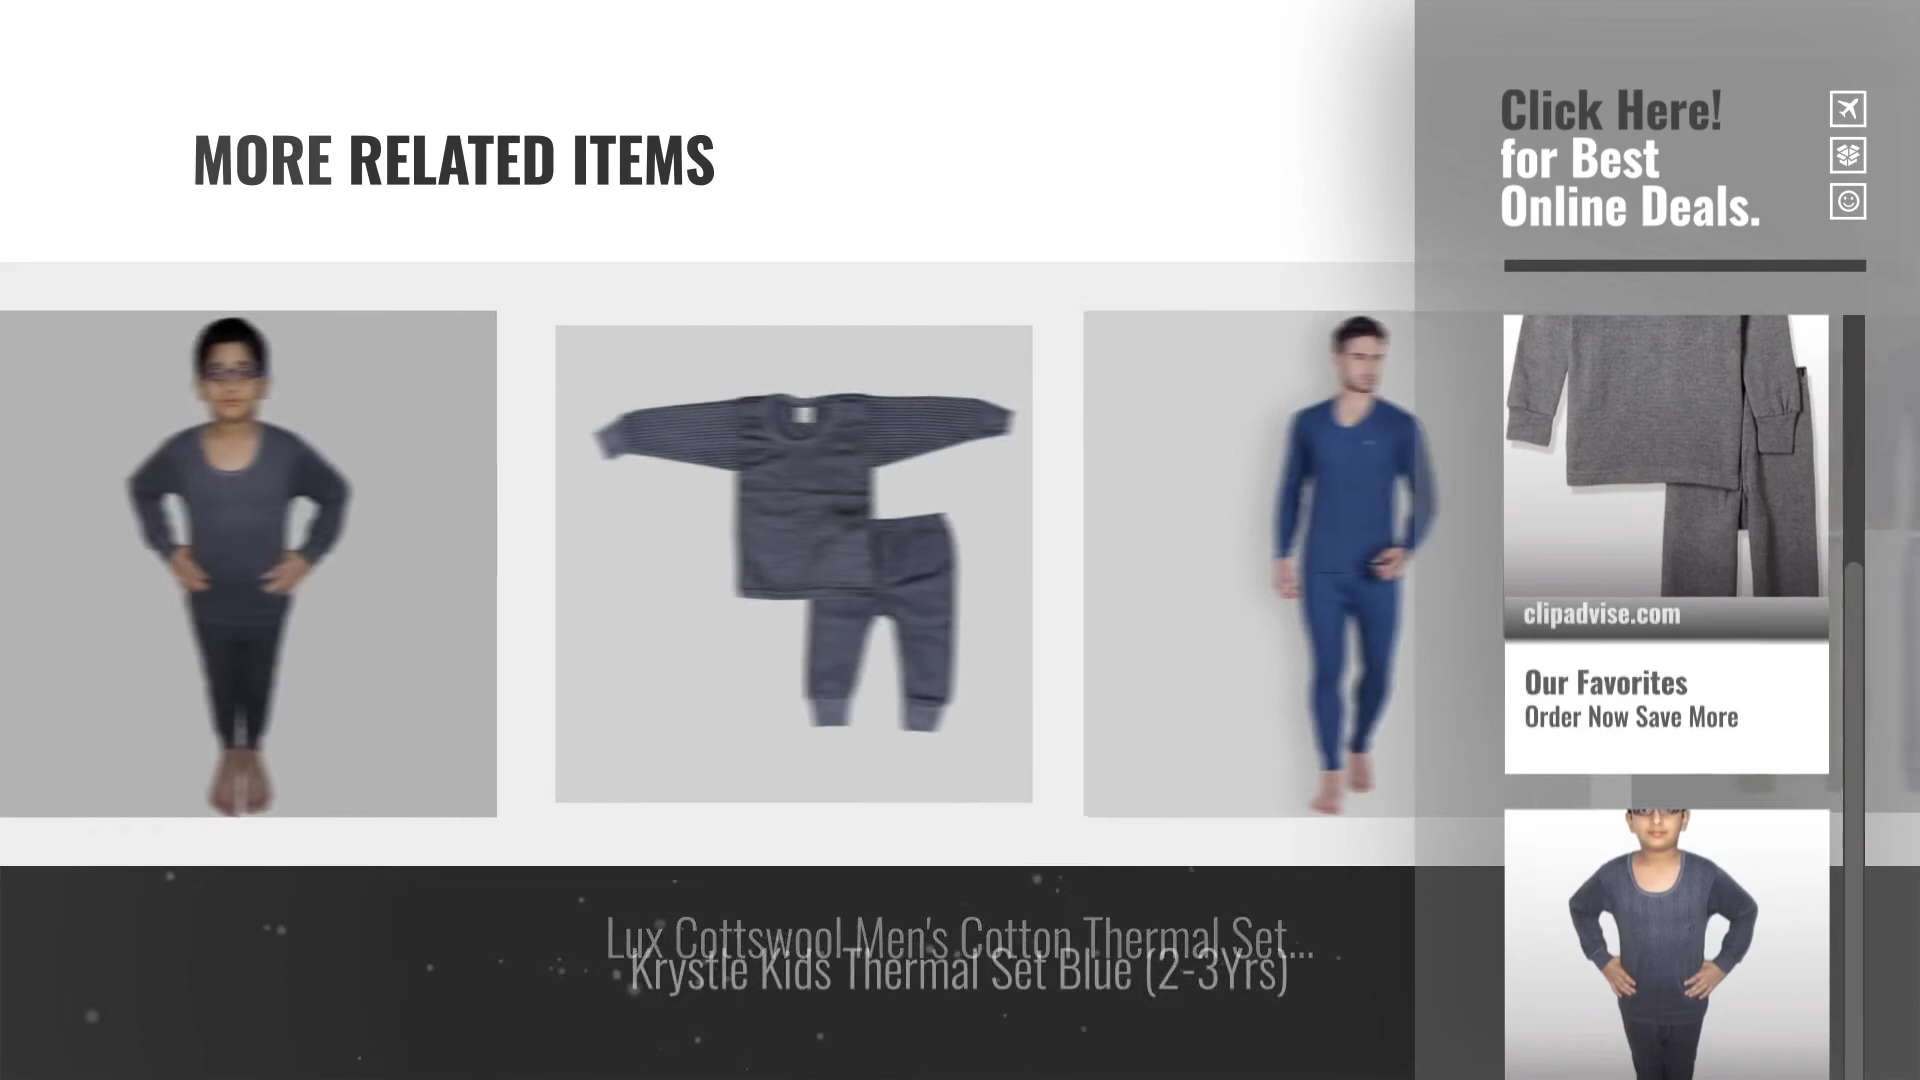 MORE RELATED ITEMS
Click Here!
for Best
Online Deals.
clipadvise.com
Our Favorites
Order Now Save More
Lux Cottswool Men's Cotton Thermal Set...
Krystle Kids Thermal Set Blue (2-3Yrs)